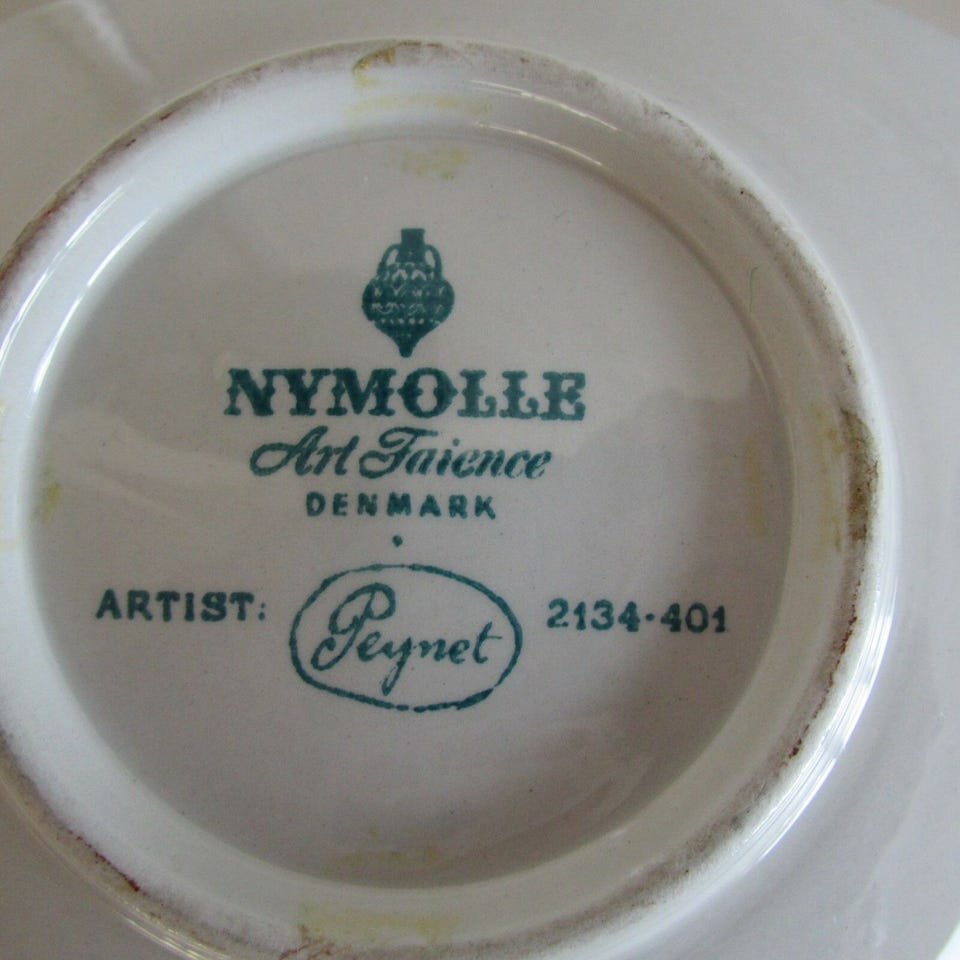 NYMOLLE
Art Faience
DENMARK
ARTIST: Peynet 2134·401